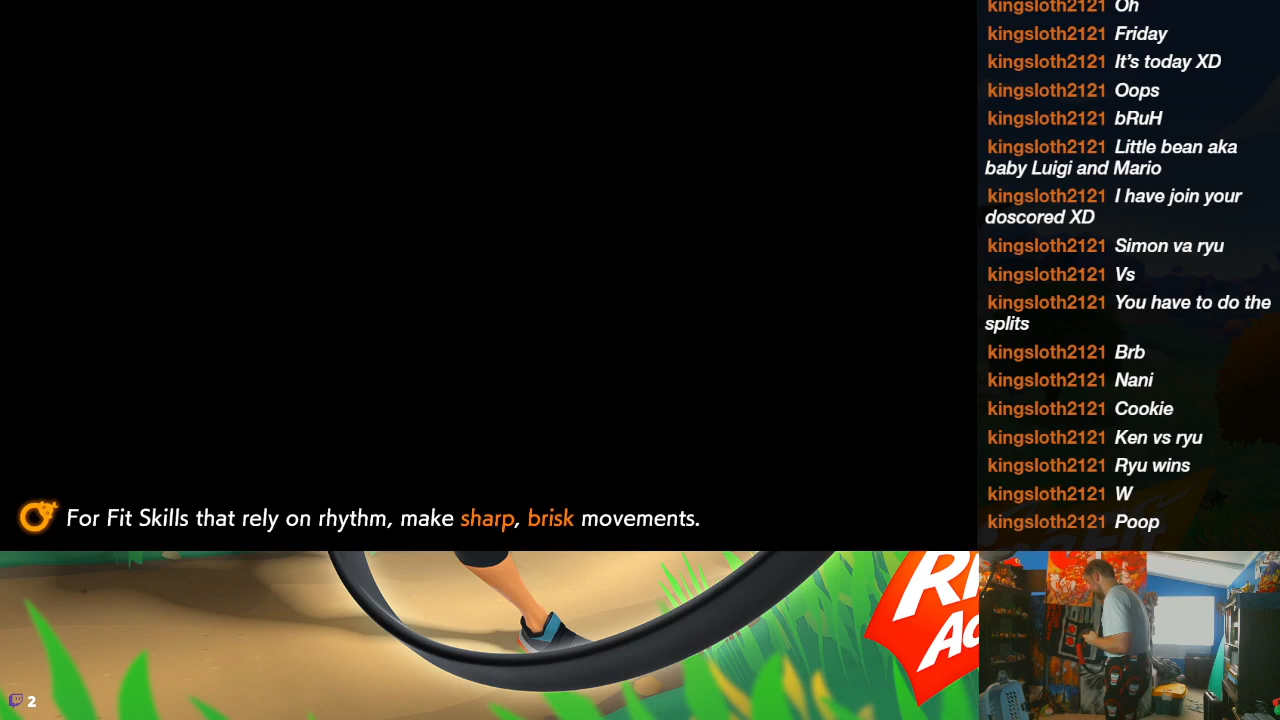 kingsloth2121 Oh
kingsloth2121 Friday
kingsloth2121 It's today XD
kingsloth2121 Oops
kingsloth2121 bRuH
kingsloth2121 Little bean aka
baby Luigi and Mario
kingsloth2121 I have join your
doscored XD
kingsloth2121 Simon va ryu
kingsloth2121 Vs
kingsloth2121 You have to do the
splits
kingsloth2121 Brb
kingsloth2121 Nani
kingsloth2121 Cookie
kingsloth2121 Ken vs ryu
kingsloth2121 Ryu wins
kingsloth2121 W
kingsloth2121 Poop
For Fit Skills that rely on rhythm, make sharp, brisk movements.
2